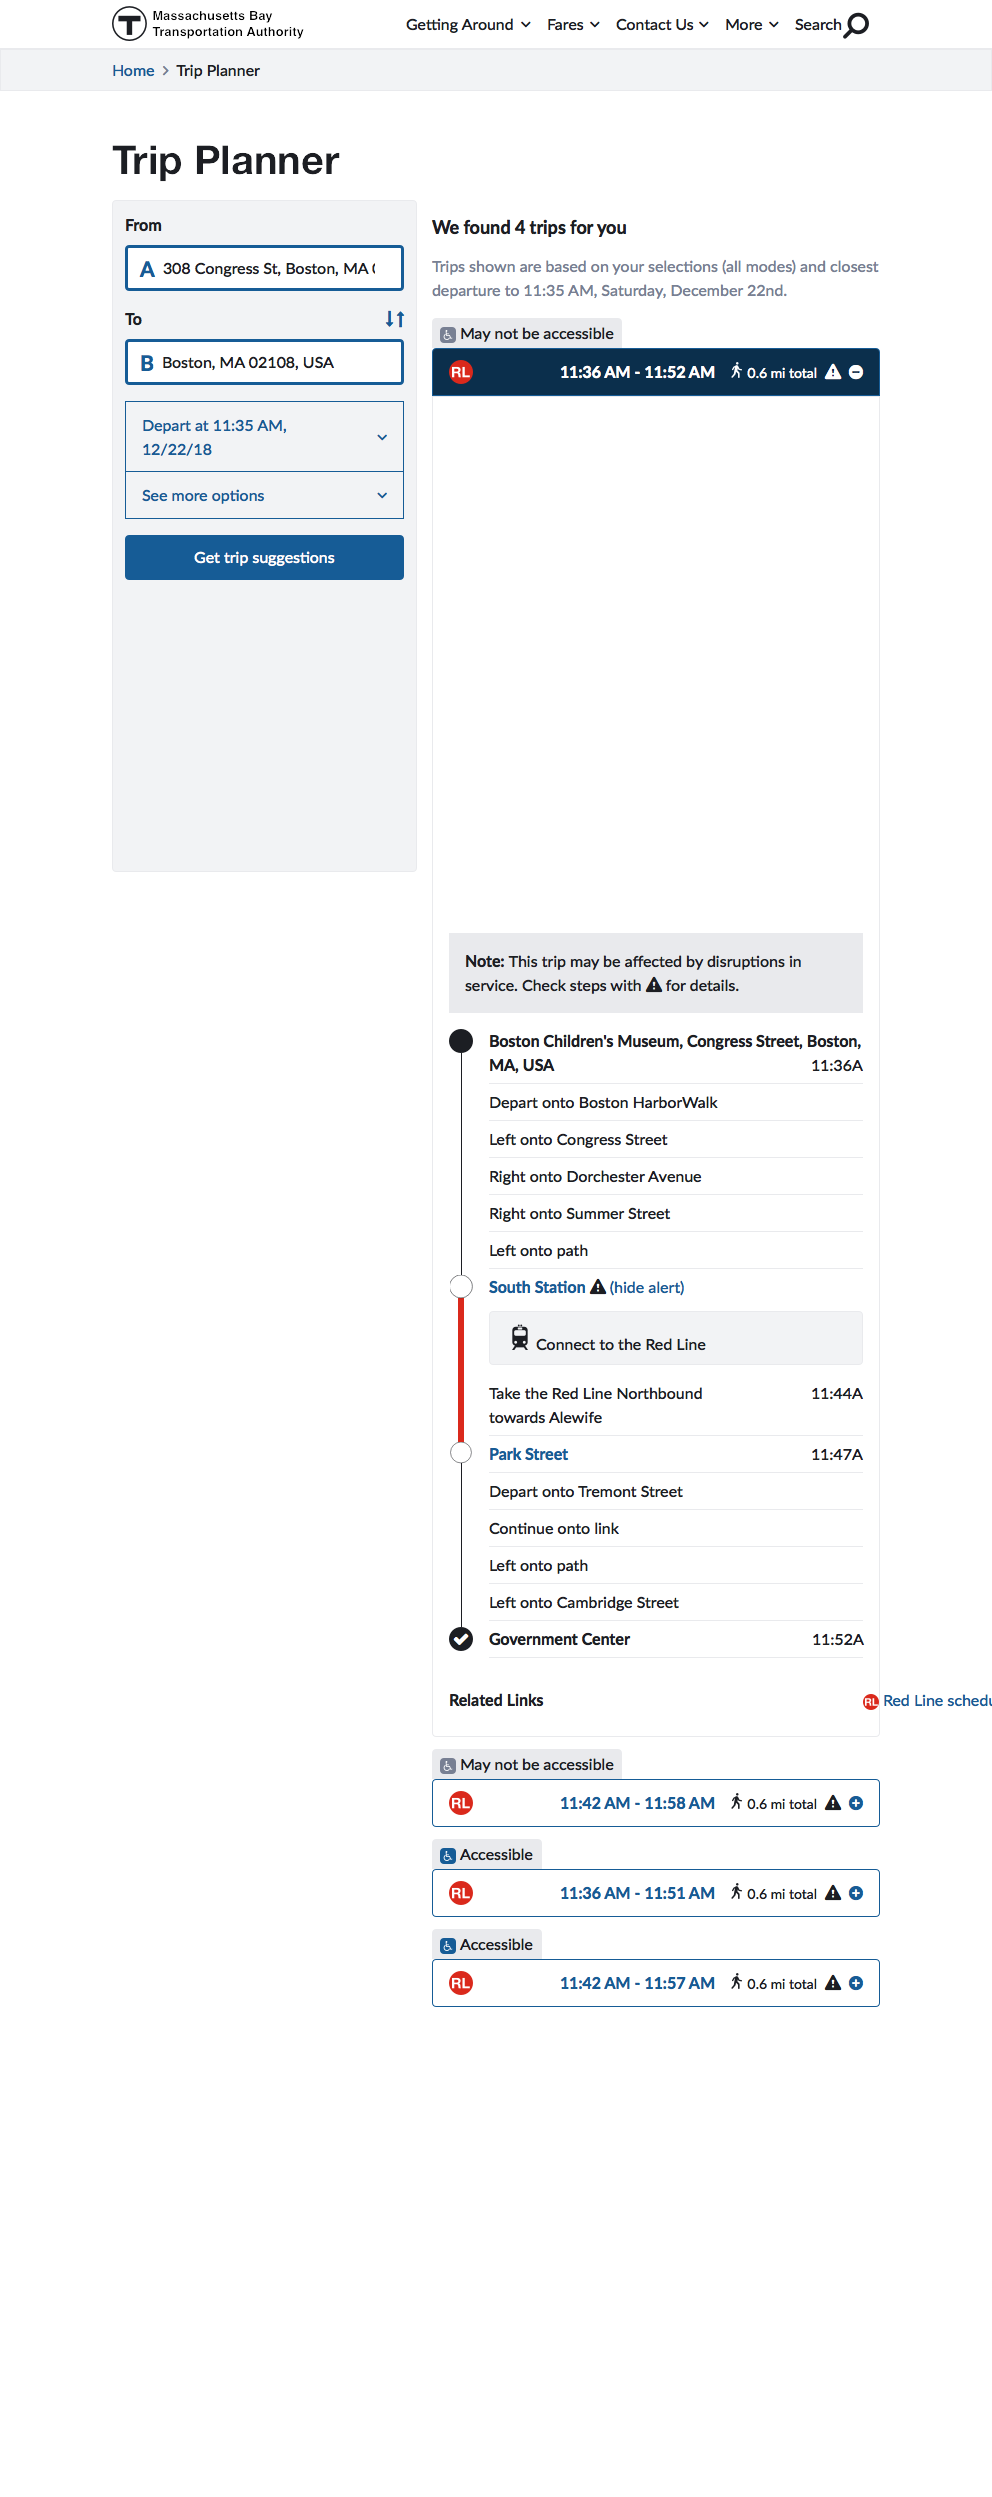 Massachusetts Bay
Transportation Authority
Getting Around Fares Contact Us More Search
Home Trip Planner
Trip Planner
From
A 308 Congress St, Boston, MA
To
B Boston, MA 02108, USA
Depart at 11:35 AM,
12/22/18
See more options
Get trip suggestions
We found 4 trips for you
Trips shown are based on your selections (all modes) and closest
departure to 11:35 AM, Saturday, December 22nd.
May not be accessible
RL 11:36 AM - 11:52 AM 0.6 mi total
Note: This trip may be affected by disruptions in
service. Check steps with for details.
Boston Children's Museum, Congress Street, Boston,
MA, USA 11:36A
Depart onto Boston HarborWalk
Left onto Congress Street
Right onto Dorchester Avenue
Right onto Summer Street
Left onto path
South Station (hide alert)
Connect to the Red Line
Take the Red Line Northbound 11:44A
towards Alewife
Park Street 11:47A
Depart onto Tremont Street
Continue onto link
Left onto path
Left onto Cambridge Street
Government Center 11:52A
Related Links RL Red Line schedu
May not be accessible
RL 11:42 AM - 11:58 AM 0.6 mi total
Accessible
RL 11:36 AM - 11:51 AM 0.6 mi total
Accessible
RL 11:42 AM - 11:57 AM 0.6 mi total